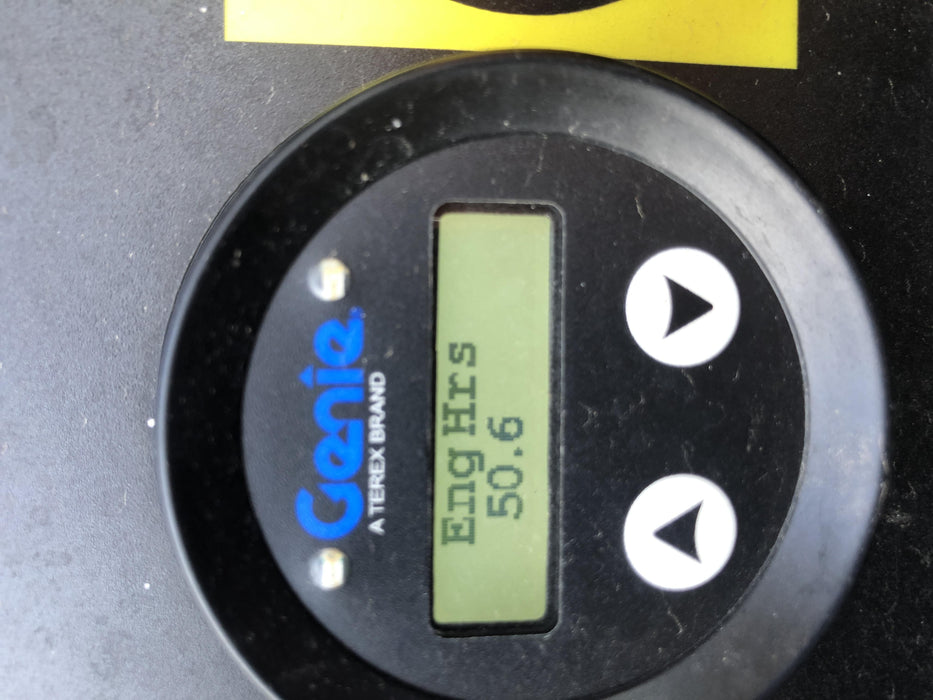 Genie
A TEREX BRAND
Eng Hrs
50.6